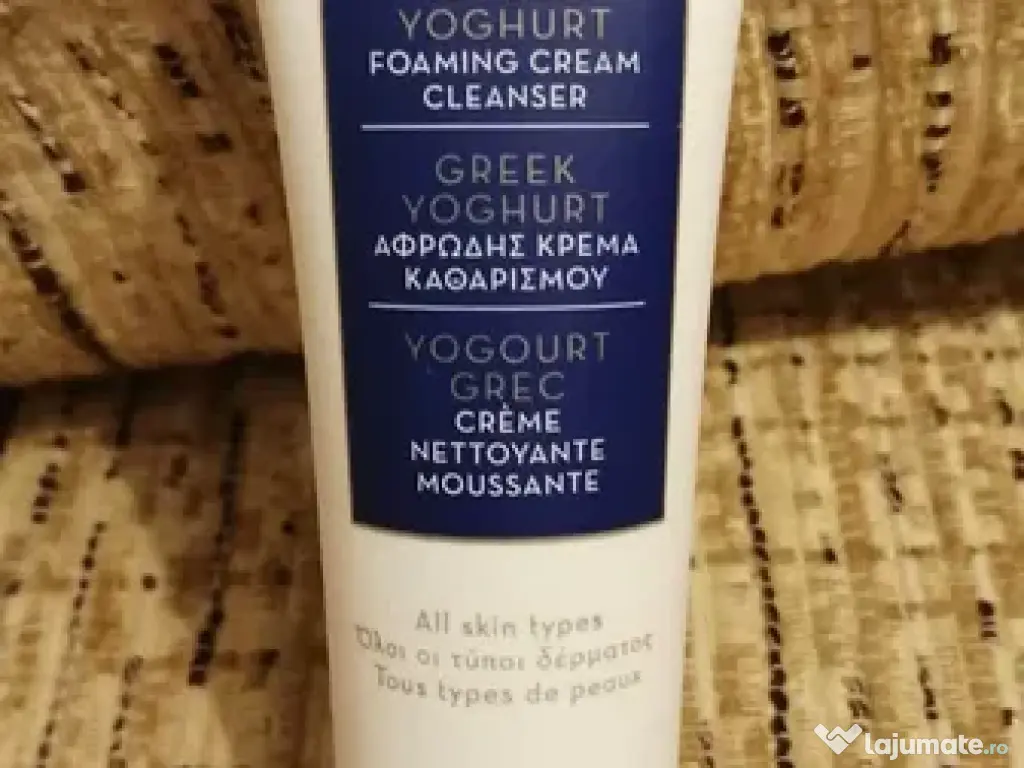 YOGHURT
FOAMING CREAM
CLEANSER
GREEK
YOGHURT
ΑΦΡΩΔΗΣ ΚΡΕΜΑ
ΚΑΘΑΡΙΣΜΟΥ
YOGOURT
GREC
CRÈME
NETTOYANTE
MOUSSANTE
All skin types
Όλοι οι τύποι δέρματος
Tous types de peaux
lajumate.ro